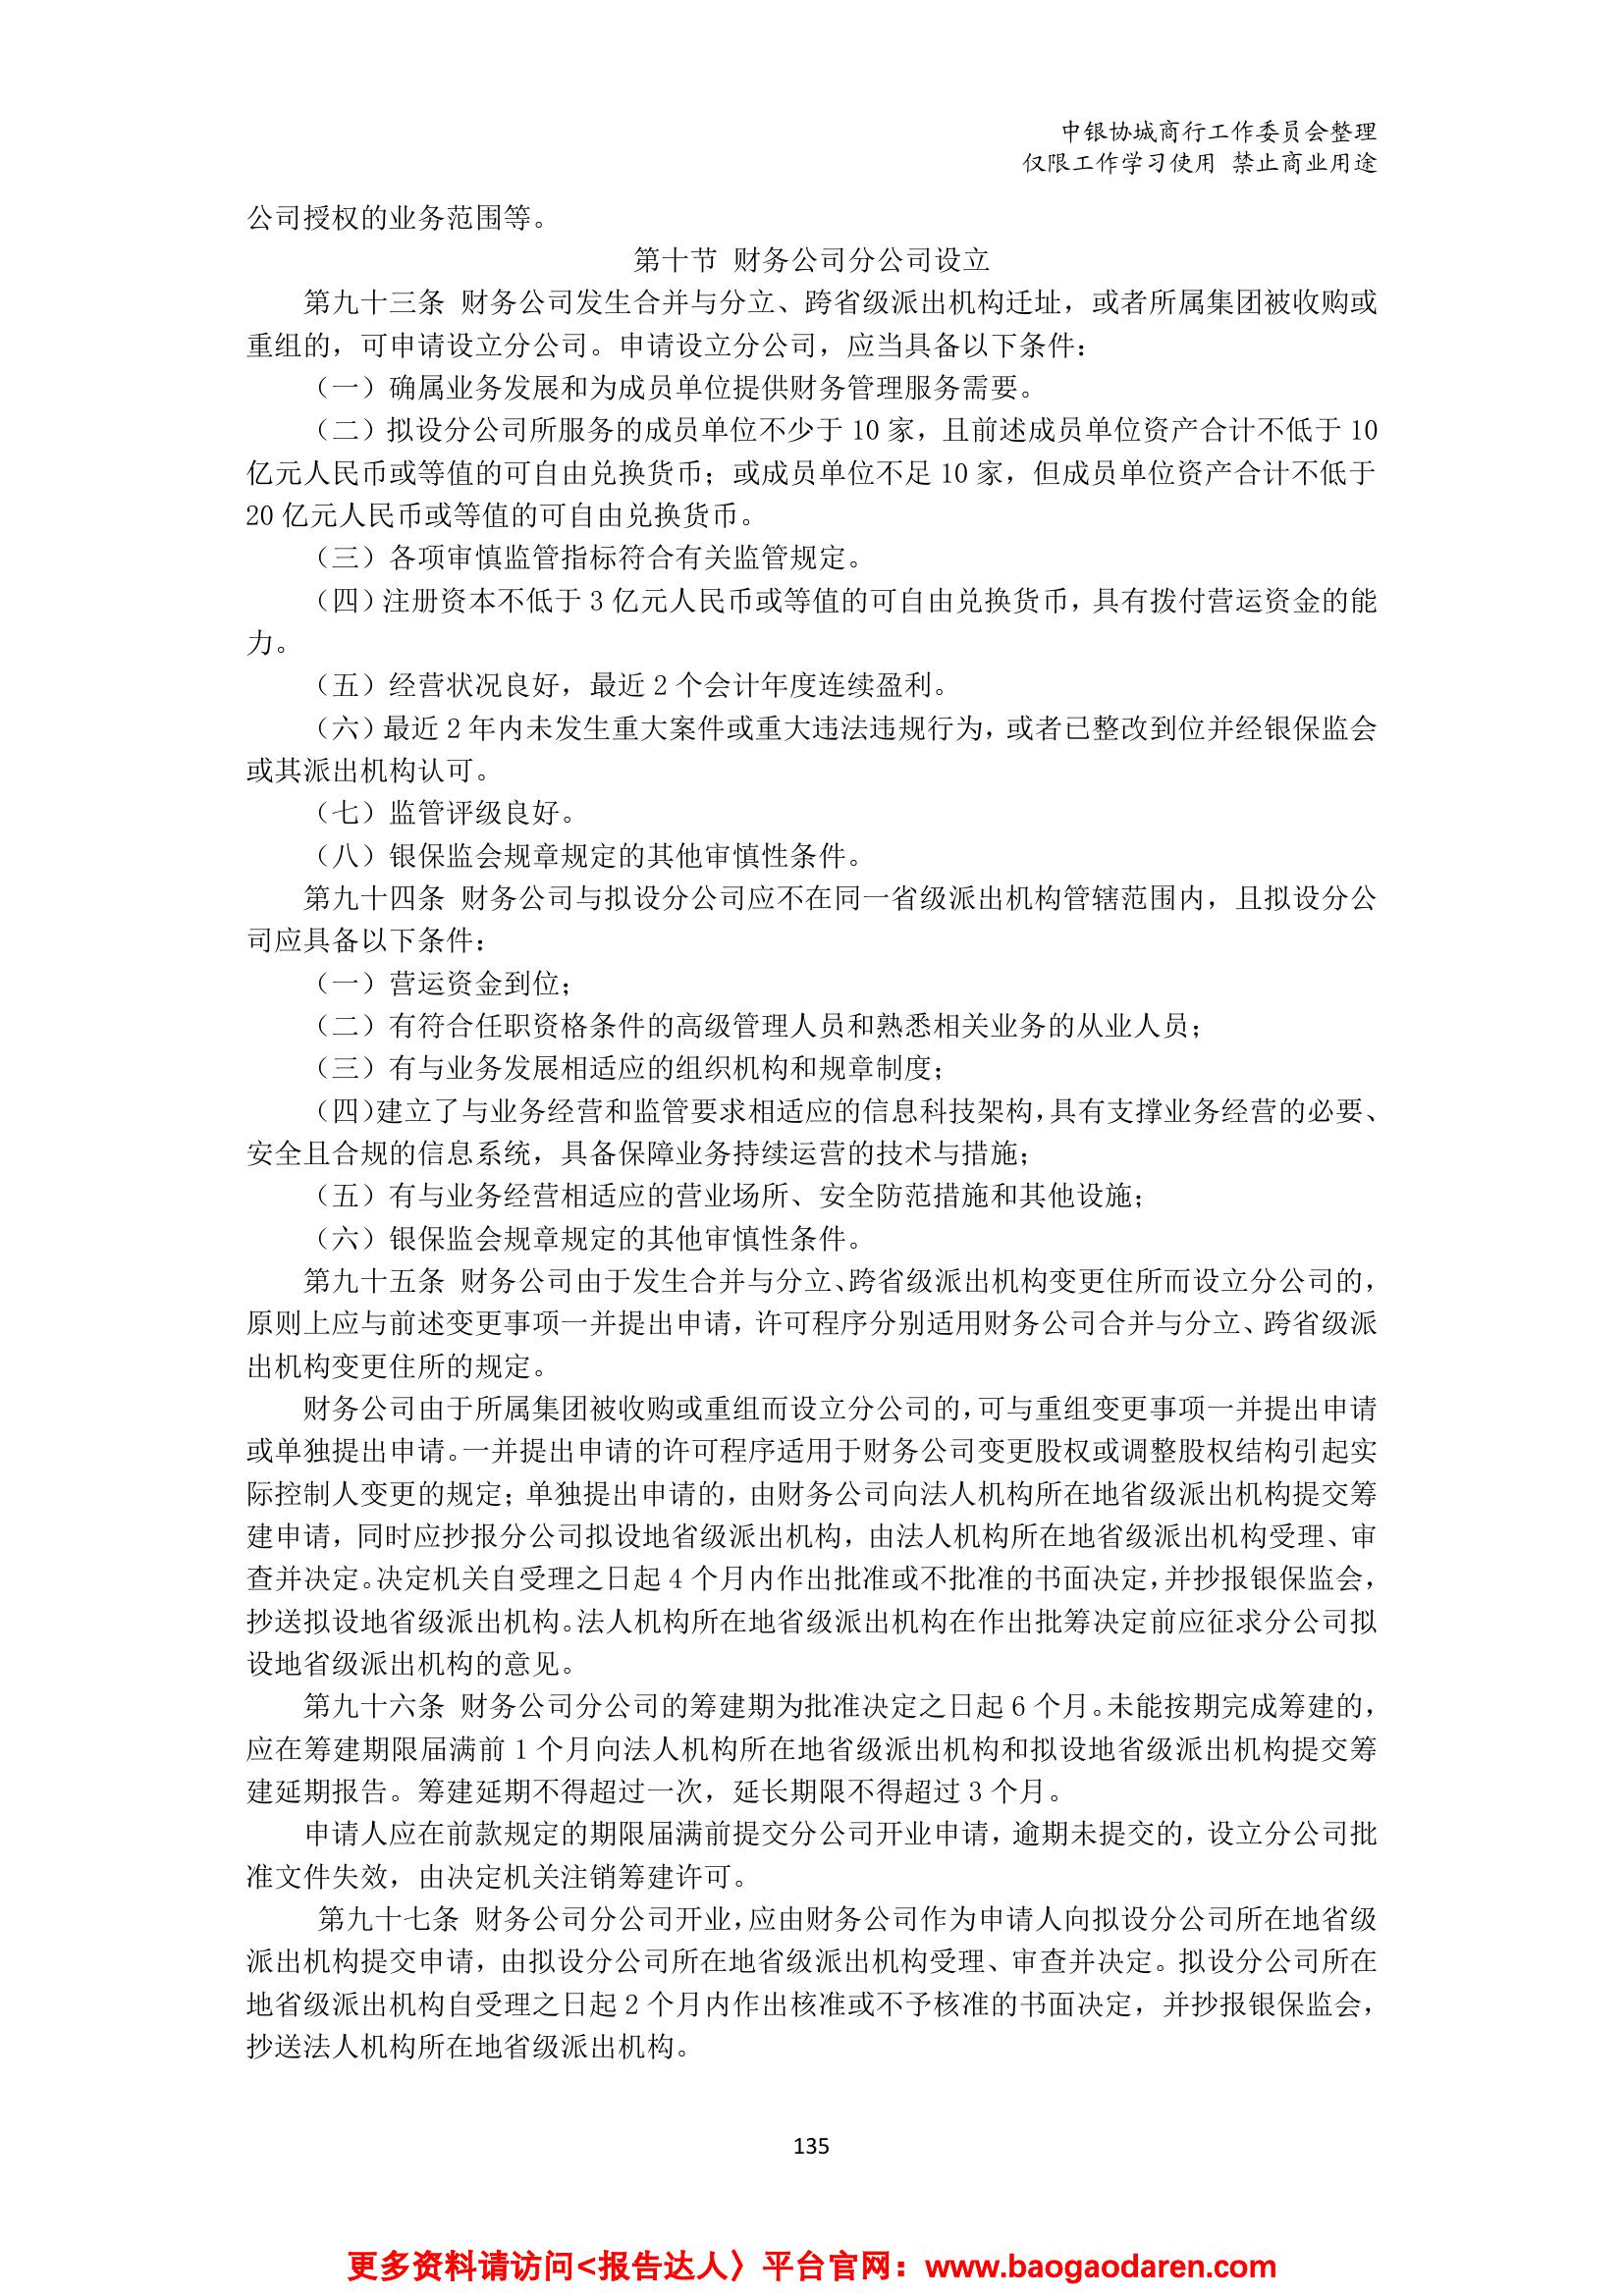 中银协城商行工作委员会整理
仅限工作学习使用 禁止商业用途
公司授权的业务范围等。
第十节 财务公司分公司设立
第九十三条 财务公司发生合并与分立、跨省级派出机构迁址，或者所属集团被收购或
重组的，可申请设立分公司。申请设立分公司，应当具备以下条件：
（一）确属业务发展和为成员单位提供财务管理服务需要。
（二）拟设分公司所服务的成员单位不少于 10 家，且前述成员单位资产合计不低于 10
亿元人民币或等值的可自由兑换货币；或成员单位不足 10 家，但成员单位资产合计不低于
20 亿元人民币或等值的可自由兑换货币。
（三）各项审慎监管指标符合有关监管规定。
（四）注册资本不低于 3 亿元人民币或等值的可自由兑换货币，具有拨付营运资金的能
力。
（五）经营状况良好，最近 2 个会计年度连续盈利。
（六）最近 2 年内未发生重大案件或重大违法违规行为，或者已整改到位并经银保监会
或其派出机构认可。
（七）监管评级良好。
（八）银保监会规章规定的其他审慎性条件。
第九十四条 财务公司与拟设分公司应不在同一省级派出机构管辖范围内，且拟设分公
司应具备以下条件：
（一）营运资金到位；
（二）有符合任职资格条件的高级管理人员和熟悉相关业务的从业人员；
（三）有与业务发展相适应的组织机构和规章制度；
（四）建立了与业务经营和监管要求相适应的信息科技架构，具有支撑业务经营的必要、
安全且合规的信息系统，具备保障业务持续运营的技术与措施；
（五）有与业务经营相适应的营业场所、安全防范措施和其他设施；
（六）银保监会规章规定的其他审慎性条件。
第九十五条 财务公司由于发生合并与分立、跨省级派出机构变更住所而设立分公司的，
原则上应与前述变更事项一并提出申请，许可程序分别适用财务公司合并与分立、跨省级派
出机构变更住所的规定。
财务公司由于所属集团被收购或重组而设立分公司的，可与重组变更事项一并提出申请
或单独提出申请。一并提出申请的许可程序适用于财务公司变更股权或调整股权结构引起实
际控制人变更的规定；单独提出申请的，由财务公司向法人机构所在地省级派出机构提交筹
建申请，同时应抄报分公司拟设地省级派出机构，由法人机构所在地省级派出机构受理、审
查并决定。决定机关自受理之日起 4 个月内作出批准或不批准的书面决定，并抄报银保监会，
抄送拟设地省级派出机构。法人机构所在地省级派出机构在作出批筹决定前应征求分公司拟
设地省级派出机构的意见。
第九十六条 财务公司分公司的筹建期为批准决定之日起 6 个月。未能按期完成筹建的，
应在筹建期限届满前 1 个月向法人机构所在地省级派出机构和拟设地省级派出机构提交筹
建延期报告。筹建延期不得超过一次，延长期限不得超过 3 个月。
申请人应在前款规定的期限届满前提交分公司开业申请，逾期未提交的，设立分公司批
准文件失效，由决定机关注销筹建许可。
第九十七条 财务公司分公司开业，应由财务公司作为申请人向拟设分公司所在地省级
派出机构提交申请，由拟设分公司所在地省级派出机构受理、审查并决定。拟设分公司所在
地省级派出机构自受理之日起 2 个月内作出核准或不予核准的书面决定，并抄报银保监会，
抄送法人机构所在地省级派出机构。
135
更多资料请访问<报告达人〉平台官网：www.baogaodaren.com